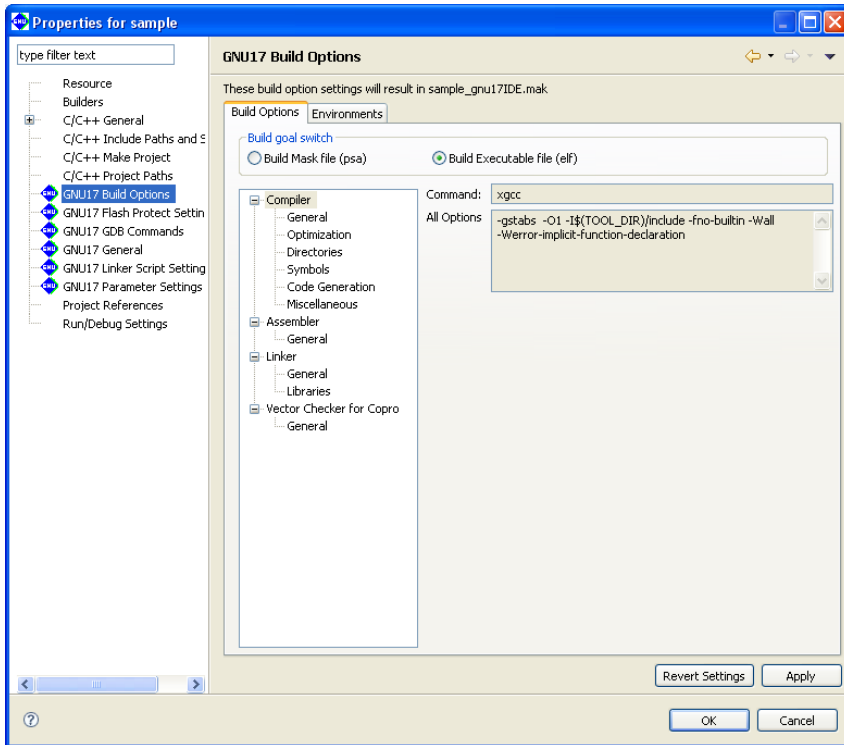 Properties for sample
type filter text
Resource
Builders
C/C++ General
C/C++ Include Paths and S
C/C++ Make Project
C/C++ Project Paths
GNU17 Build Options
GNU17 Flash Protect Settin
GNU17 GDB Commands
GNU17 General
GNU17 Linker Script Setting
GNU17 Parameter Settings
Project References
Run/Debug Settings
GNU17 Build Options
These build option settings will result in sample_gnu17IDE.mak
Build Options Environments
Build goal switch
Build Mask file (psa) Build Executable file (elf)
Compiler
General
Optimization
Directories
Symbols
Code Generation
Miscellaneous
Assembler
General
Linker
General
Libraries
Vector Checker for Copro
General
Command: xgcc
All Options -gstabs -O1 -I$(TOOL_DIR)/include -fno-builtin -Wall
-Werror-implicit-function-declaration
Revert Settings Apply
OK Cancel